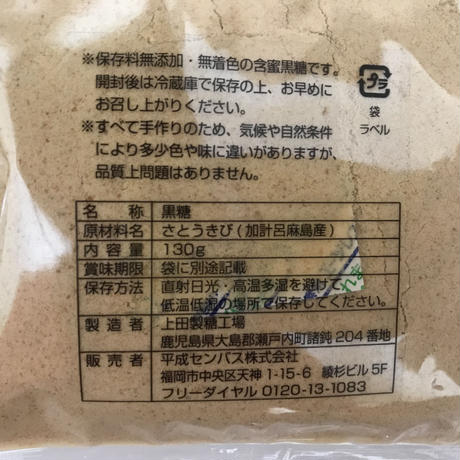 ※保存料無添加・無着色の含蜜黒糖です。
開封後は冷蔵庫で保存の上、お早めに
お召し上がりください。
※すべて手作りのため、気候や自然条件
により多少色や味に違いがありますが、
品質上問題はありません。
プラ
袋
ラベル
名 称 黒糖
原材料名 さとうきび(加計呂麻島産)
内容量 130g
賞味期限 袋に別途記載
保存方法 直射日光・高温多湿を避けて
低温低湿の場所で保存してください。
製造者 上田製糖工場
鹿児島県大島郡瀬戸内町諸鈍204番地
販売者 平成センパス株式会社
福岡市中央区天神1-15-6 綾杉ビル5F
フリーダイヤル 0120-13-1083